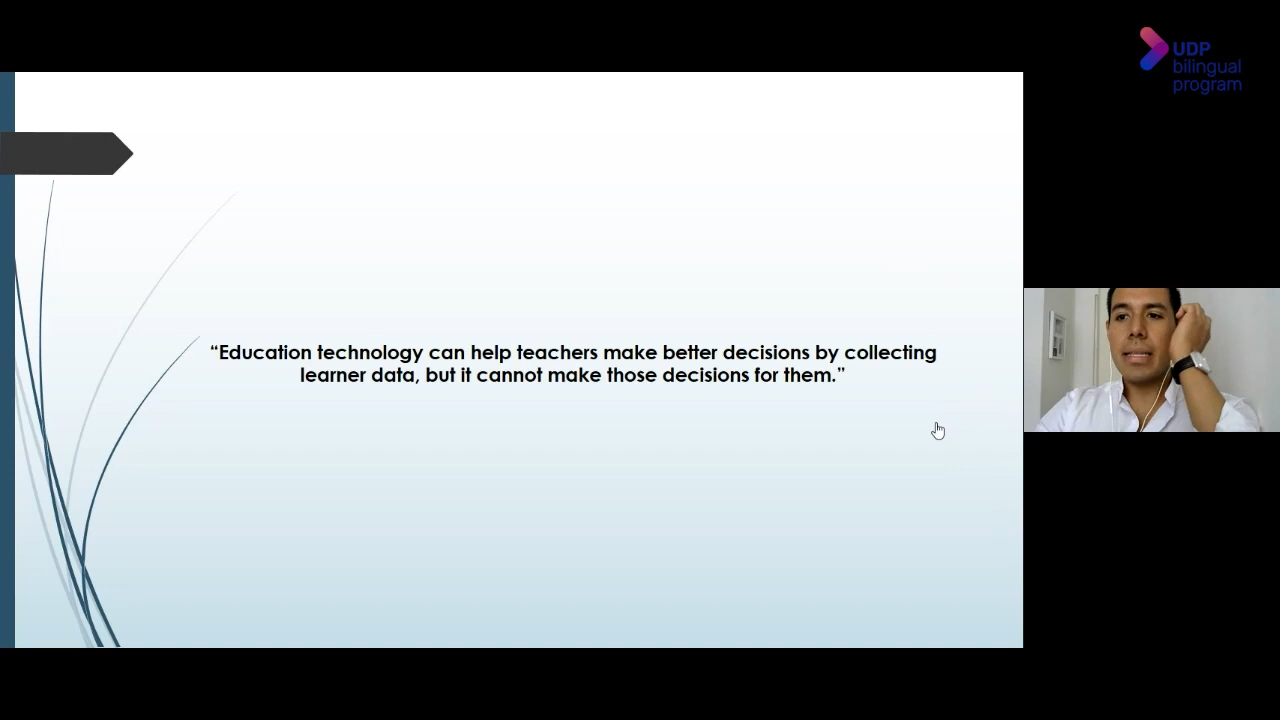 UDP
bilingual
program
“Education technology can help teachers make better decisions by collecting
learner data, but it cannot make those decisions for them.”